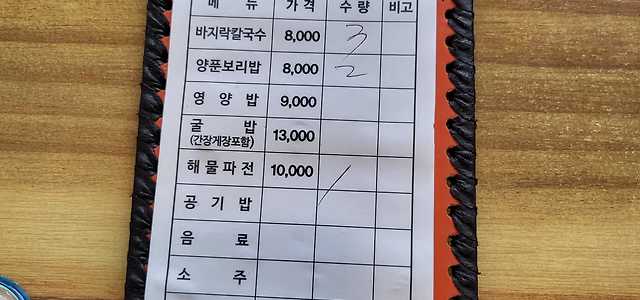 메 뉴 가 격 수 량 비고
바지락칼국수 8,000 3
양푼보리밥 8,000 2
영 양 밥 9,000
굴 밥 13,000
(간장게장포함)
해 물 파 전 10,000 /
공 기 밥
음 료
소 주